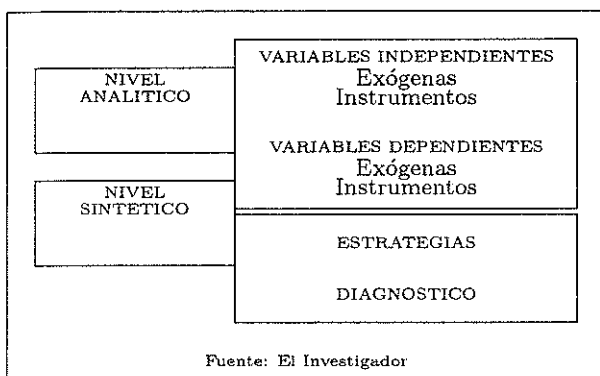 NIVEL
ANALITICO
VARIABLES INDEPENDIENTES
Exógenas
Instrumentos
VARIABLES DEPENDIENTES
Exógenas
Instrumentos
NIVEL
SINTETICO
ESTRATEGIAS
DIAGNOSTICO
Fuente: El Investigador